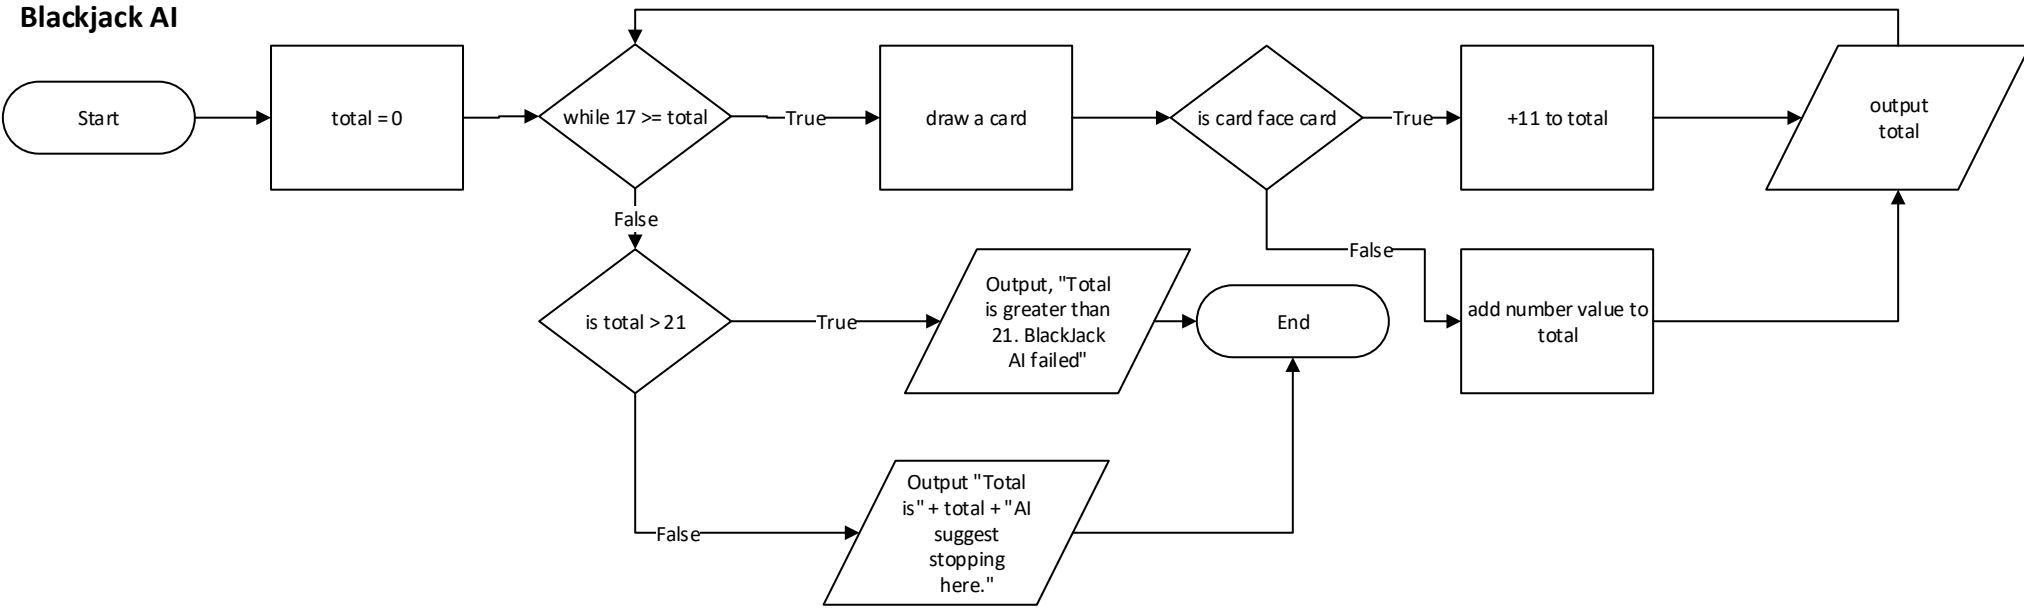 Blackjack AI
Start
total = 0
while 17 >= total
True
draw a card
is card face card
True
+11 to total
output
total
False
False
is total > 21
True
Output, "Total
is greater than
21. BlackJack
AI failed"
End
add number value to
total
False
Output "Total
is" + total + "AI
suggest
stopping
here."